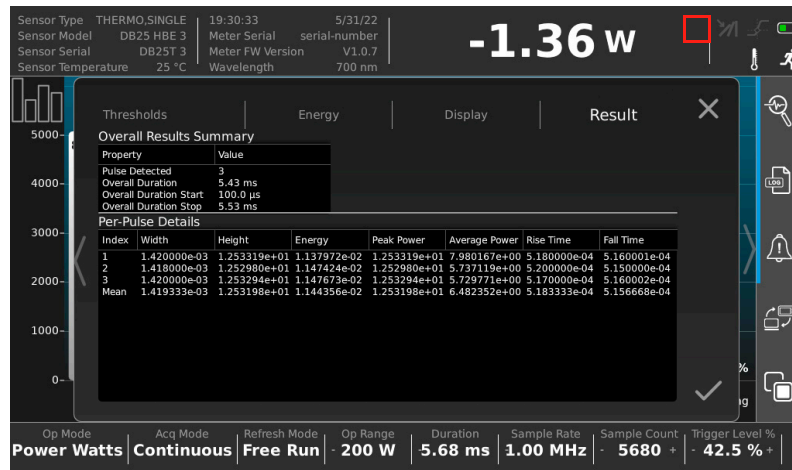 Sensor Type THERMO,SINGLE 19:30:33 5/31/22
Sensor Model DB25 HBE 3 Meter Serial serial-number
Sensor Serial DB25T 3 Meter FW Version V1.0.7
Sensor Temperature 25 °C Wavelength 700 nm
-1.36 W
Thresholds Energy Display Result
5000-
4000-
3000-
2000-
1000-
0-
Overall Results Summary
Property Value
Pulse Detected 3
Overall Duration 5.43 ms
Overall Duration Start 100.0 µs
Overall Duration Stop 5.53 ms
Per-Pulse Details
Index Width Height Energy Peak Power Average Power Rise Time Fall Time
1 1.420000e-03 1.253319e+01 1.137972e-02 1.253319e+01 7.980167e+00 5.180000e-04 5.160001e-04
2 1.418000e-03 1.252980e+01 1.147424e-02 1.252980e+01 5.737119e+00 5.200000e-04 5.150000e-04
3 1.420000e-03 1.253294e+01 1.147673e-02 1.253294e+01 5.729771e+00 5.170000e-04 5.160002e-04
Mean 1.419333e-03 1.253198e+01 1.144356e-02 1.253198e+01 6.482352e+00 5.183333e-04 5.156668e-04
LOG
%
ag
Op Mode Acq Mode Refresh Mode Op Range Duration Sample Rate Sample Count Trigger Level %
Power Watts Continuous Free Run - 200 W -5.68 ms 1.00 MHz - 5680 + - 42.5 % +